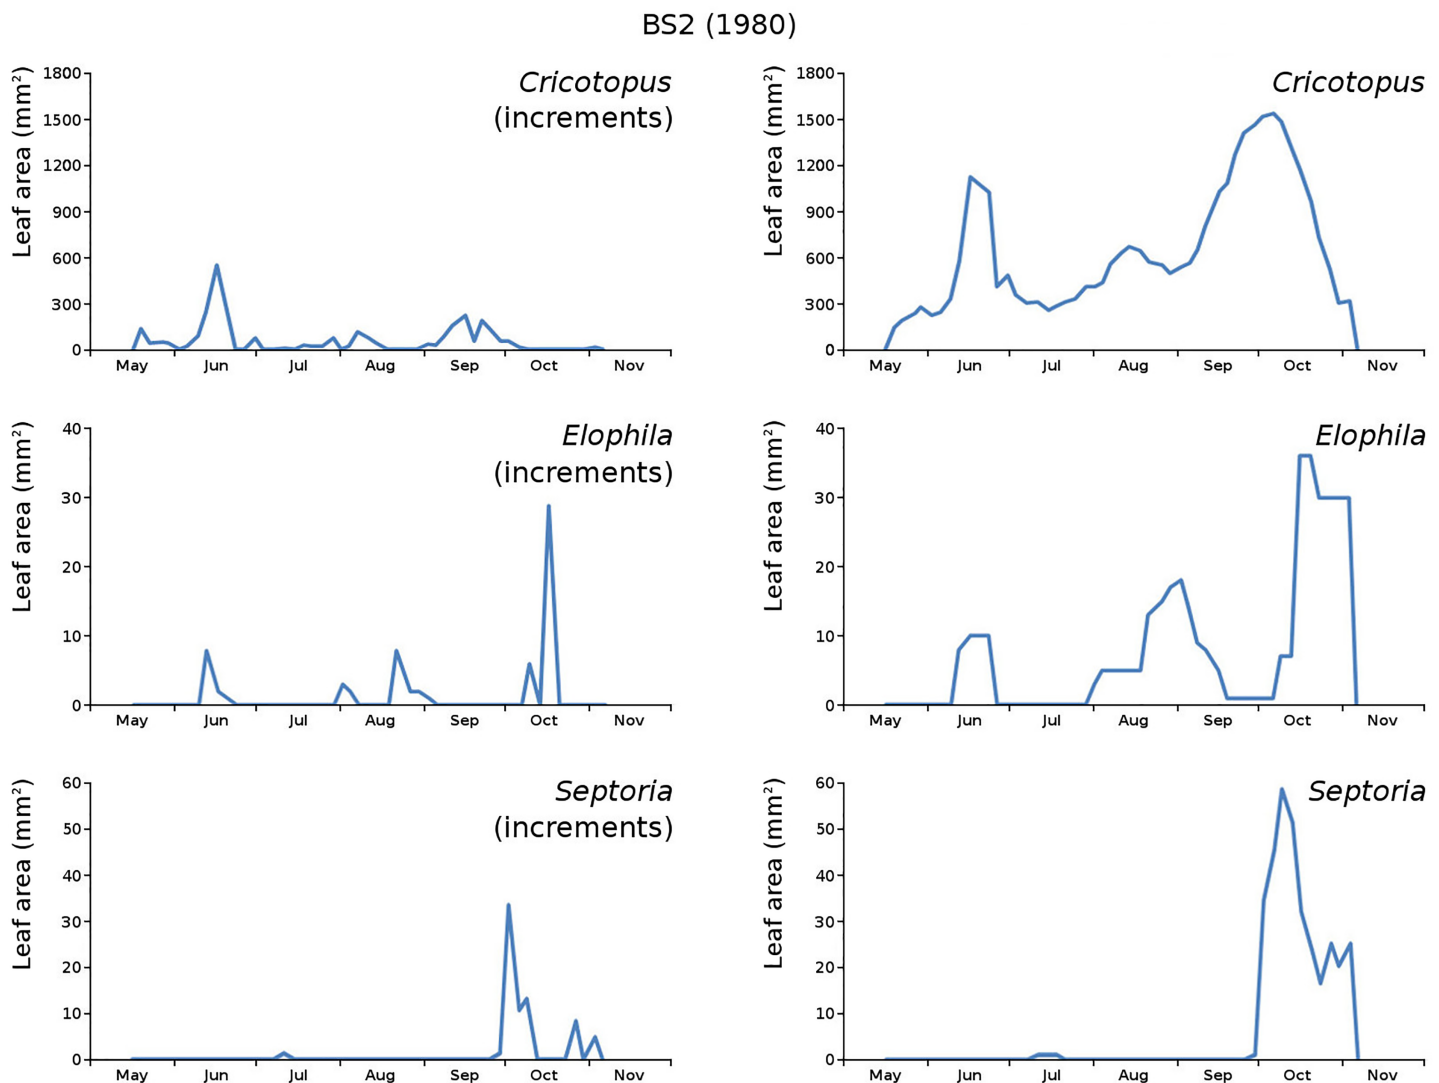 BS2 (1980)
Cricotopus
(increments)
Leaf area (mm²)
1800
1500
1200
900
600
300
0
May Jun Jul Aug Sep Oct Nov
Cricotopus
Leaf area (mm²)
1800
1500
1200
900
600
300
0
May Jun Jul Aug Sep Oct Nov
Elophila
(increments)
Leaf area (mm²)
40
30
20
10
0
May Jun Jul Aug Sep Oct Nov
Elophila
Leaf area (mm²)
40
30
20
10
0
May Jun Jul Aug Sep Oct Nov
Septoria
(increments)
Leaf area (mm²)
60
50
40
30
20
10
0
May Jun Jul Aug Sep Oct Nov
Septoria
Leaf area (mm²)
60
50
40
30
20
10
0
May Jun Jul Aug Sep Oct Nov